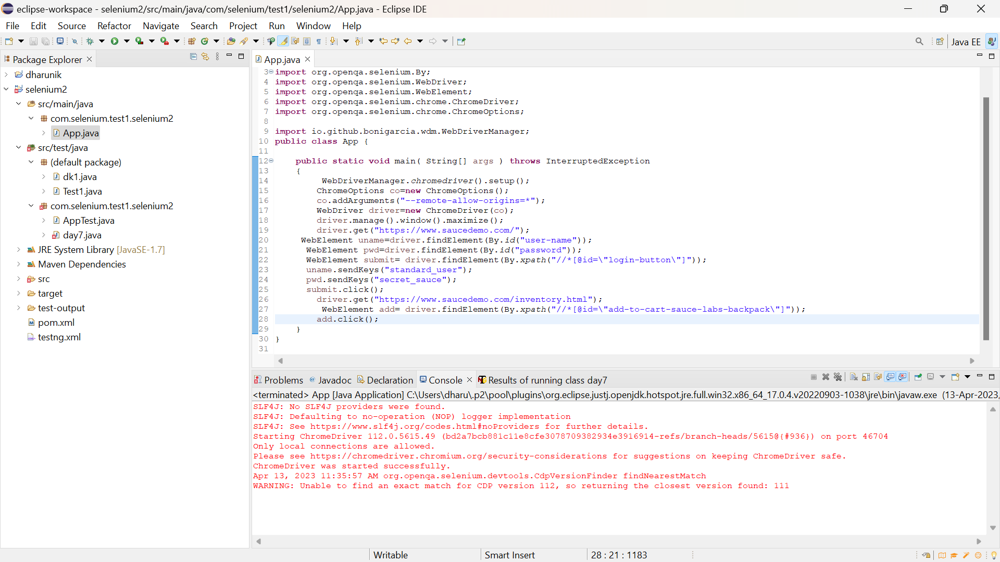 eclipse-workspace - selenium2/src/main/java/com/selenium/test1/selenium2/App.java - Eclipse IDE
File Edit Source Refactor Navigate Search Project Run Window Help
Java EE
Package Explorer
dharunik
selenium2
src/main/java
com.selenium.test1.selenium2
App.java
src/test/java
(default package)
dk1.java
Test1.java
com.selenium.test1.selenium2
AppTest.java
day7.java
JRE System Library [JavaSE-1.7]
Maven Dependencies
src
target
test-output
pom.xml
testng.xml
App.java
3 import org.openqa.selenium.By;
4 import org.openqa.selenium.WebDriver;
5 import org.openqa.selenium.WebElement;
6 import org.openqa.selenium.chrome.ChromeDriver;
7 import org.openqa.selenium.chrome.ChromeOptions;
8
9 import io.github.bonigarcia.wdm.WebDriverManager;
10 public class App {
11
12 public static void main( String[] args ) throws InterruptedException
13 {
14 WebDriverManager.chromedriver().setup();
15 ChromeOptions co=new ChromeOptions();
16 co.addArguments("--remote-allow-origins=*");
17 WebDriver driver=new ChromeDriver(co);
18 driver.manage().window().maximize();
19 driver.get("https://www.saucedemo.com/");
20 WebElement uname=driver.findElement(By.id("user-name"));
21 WebElement pwd=driver.findElement(By.id("password"));
22 WebElement submit= driver.findElement(By.xpath("//*[@id=\"login-button\"]"));
23 uname.sendKeys("standard_user");
24 pwd.sendKeys("secret_sauce");
25 submit.click();
26 driver.get("https://www.saucedemo.com/inventory.html");
27 WebElement add= driver.findElement(By.xpath("//*[@id=\"add-to-cart-sauce-labs-backpack\"]"));
28 add.click();
29 }
30 }
31
Problems Javadoc Declaration Console Results of running class day7
<terminated> App [Java Application] C:\Users\dharu\.p2\pool\plugins\org.eclipse.justj.openjdk.hotspot.jre.full.win32.x86_64_17.0.4.v20220903-1038\jre\bin\javaw.exe (13-Apr-2023,
SLF4J: No SLF4J providers were found.
SLF4J: Defaulting to no-operation (NOP) logger implementation
SLF4J: See https://www.slf4j.org/codes.html#noProviders for further details.
Starting ChromeDriver 112.0.5615.49 (bd2a7bcb881c11e8cfe3078709382934e3916914-refs/branch-heads/5615@{#936}) on port 46704
Only local connections are allowed.
Please see https://chromedriver.chromium.org/security-considerations for suggestions on keeping ChromeDriver safe.
ChromeDriver was started successfully.
Apr 13, 2023 11:35:57 AM org.openqa.selenium.devtools.CdpVersionFinder findNearestMatch
WARNING: Unable to find an exact match for CDP version 112, so returning the closest version found: 111
Writable Smart Insert 28 : 21 : 1183